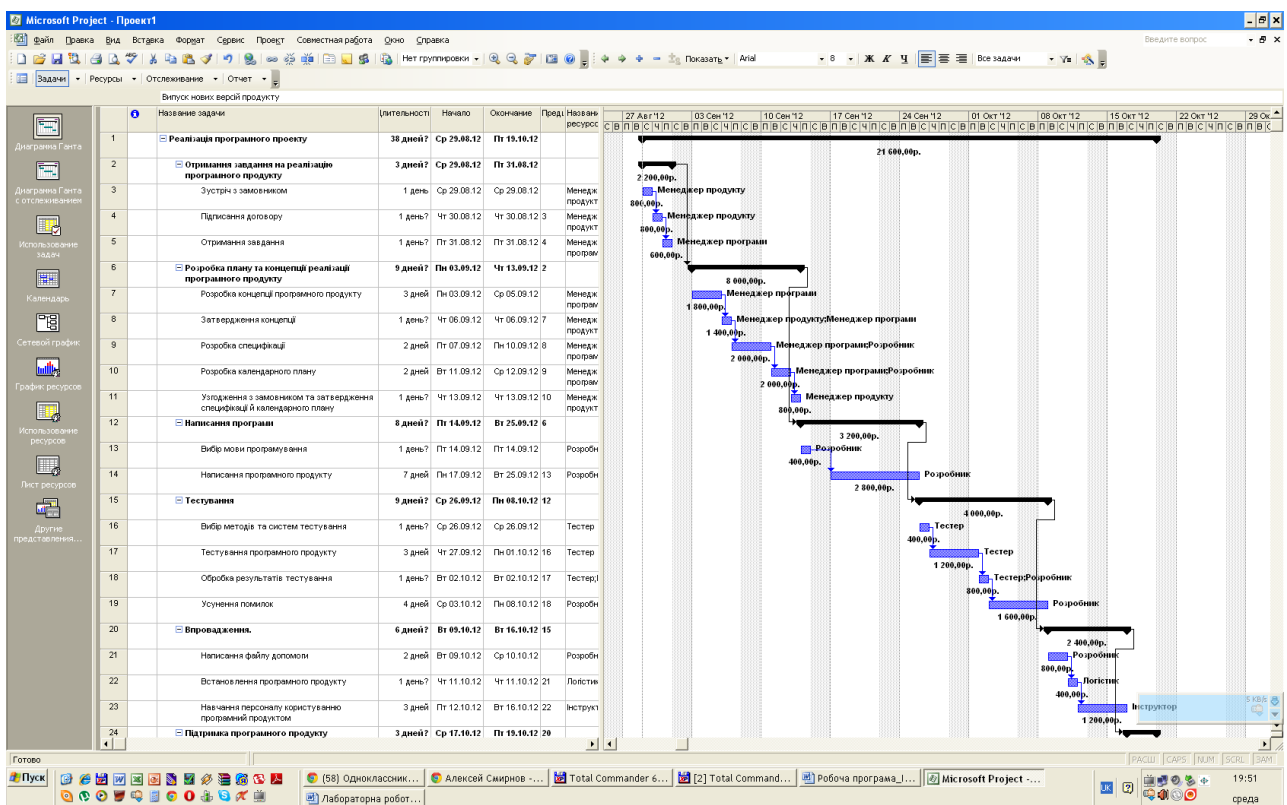 Microsoft Project - Проект1
Файл Правка Вид Вставка Формат Сервис Проект Совместная работа Окно Справка
Введите вопрос
Нет группировки
Показать
Arial
8
Ж К Ч
Все задачи
Задачи Ресурсы Отслеживание Отчет
Випуск нових версій продукту
Диаграмма Ганта
Диаграмма Ганта с отслеживанием
Использование задач
Календарь
Сетевой график
График ресурсов
Использование ресурсов
Лист ресурсов
Другие представления...
Название задачи Начало Окончание
27 Авг '12 03 Сен '12 10 Сен '12 17 Сен '12 24 Сен '12 01 Окт '12 08 Окт '12 15 Окт '12 22 Окт '12
1 Реалізація програмного проекту 38 дней? Ср 29.08.12 Пт 19.10.12
21 600,00р.
2 Отримання завдання на реалізацію програмного продукту 3 дней? Ср 29.08.12 Пт 31.08.12
2 200,00р.
3 Зустріч з замовником 1 день Ср 29.08.12 Ср 29.08.12
Менеджер продукту
800,00р.
4 Підписання договору 1 день? Чт 30.08.12 Чт 30.08.12 3
Менеджер продукту
800,00р.
5 Отримання завдання 1 день? Пт 31.08.12 Пт 31.08.12 4
Менеджер програми
600,00р.
6 Розробка плану та концепції реалізації програмного продукту 9 дней? Пн 03.09.12 Чт 13.09.12 2
8 000,00р.
7 Розробка концепції програмного продукту 3 дней Пн 03.09.12 Ср 05.09.12
Менеджер програми
1 800,00р.
8 Затвердження концепції 1 день? Чт 06.09.12 Чт 06.09.12 7
Менеджер продукту;Менеджер програми
1 400,00р.
9 Розробка специфікації 2 дней Пт 07.09.12 Пн 10.09.12 8
Менеджер програми;Розробник
2 000,00р.
10 Розробка календарного плану 2 дней Вт 11.09.12 Ср 12.09.12 9
Менеджер програми;Розробник
2 000,00р.
11 Узгодження з замовником та затвердження специфікації й календарного плану 1 день? Чт 13.09.12 Чт 13.09.12 10
Менеджер продукту
800,00р.
12 Написання програми 8 дней? Пт 14.09.12 Вт 25.09.12 6
3 200,00р.
13 Вибір мови програмування 1 день? Пт 14.09.12 Пт 14.09.12
Розробник
400,00р.
14 Написання програмного продукту 7 дней Пн 17.09.12 Вт 25.09.12 13
Розробник
2 800,00р.
15 Тестування 9 дней? Ср 26.09.12 Пн 08.10.12 12
4 000,00р.
16 Вибір методів та систем тестування 1 день? Ср 26.09.12 Ср 26.09.12 Тестер
Тестер
400,00р.
17 Тестування програмного продукту 3 дней Чт 27.09.12 Пн 01.10.12 16 Тестер
Тестер
1 200,00р.
18 Обробка результатів тестування 1 день? Вт 02.10.12 Вт 02.10.12 17
Тестер;Розробник
800,00р.
19 Усунення помилок 4 дней Ср 03.10.12 Пн 08.10.12 18
Розробник
1 600,00р.
20 Впровадження. 6 дней? Вт 09.10.12 Вт 16.10.12 15
2 400,00р.
21 Написання файлу допомоги 2 дней Вт 09.10.12 Ср 10.10.12
Розробник
800,00р.
22 Встановлення програмного продукту 1 день? Чт 11.10.12 Чт 11.10.12 21
Логістик
400,00р.
23 Навчання персоналу користуванню програмний продуктом 3 дней Пт 12.10.12 Вт 16.10.12 22
Інструктор
1 200,00р.
24 Підтримка програмного продукту 3 дней? Ср 17.10.12 Пт 19.10.12 20
5 KB/s
Готово
РАСШ CAPS NUM SCRL ЗАМ
Пуск
(58) Одноклассник...
Алексей Смирнов -...
Total Commander 6...
[2] Total Command...
Робоча програма_І...
Microsoft Project -...
Лабораторна робот...
UK
19:51
среда